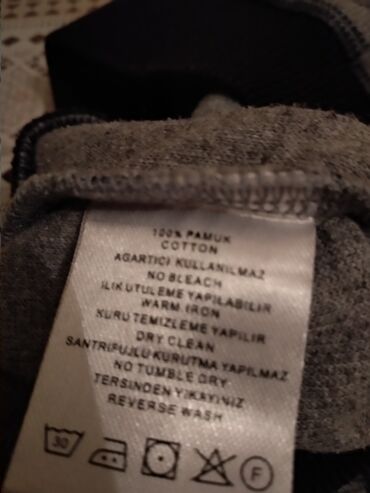 100% PAMUK
COTTON
AGARTICI KULLANILMAZ
NO BLEACH
ILIK UTULEME YAPILABILIR
WARM IRON
KURU TEMIZLEME YAPILIR
DRY CLEAN
SANTRIFUJLU KURUTMA YAPILMAZ
NO TUMBLE DRY
TERSINDEN YIKAYINIZ
REVERSE WASH
30 F